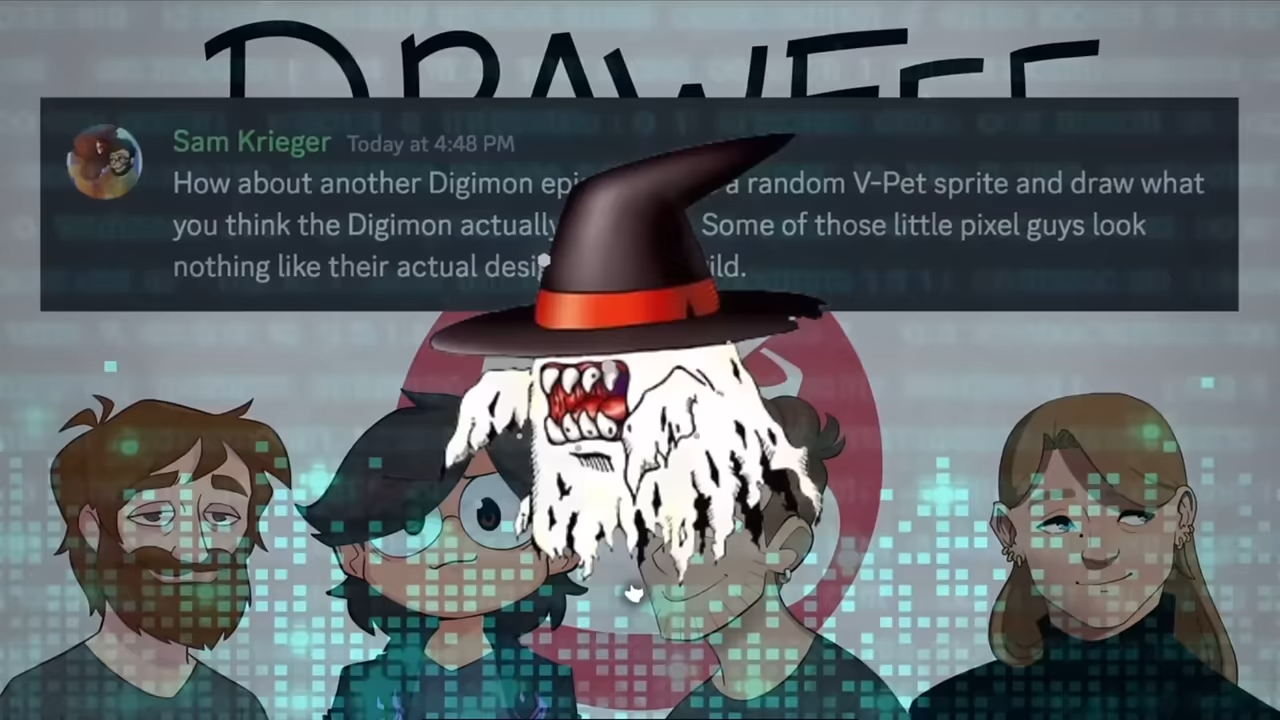 DRAWFEE
Sam Krieger Today at 4:48 PM
How about another Digimon epi a random V-Pet sprite and draw what
you think the Digimon actually Some of those little pixel guys look
nothing like their actual desi ild.